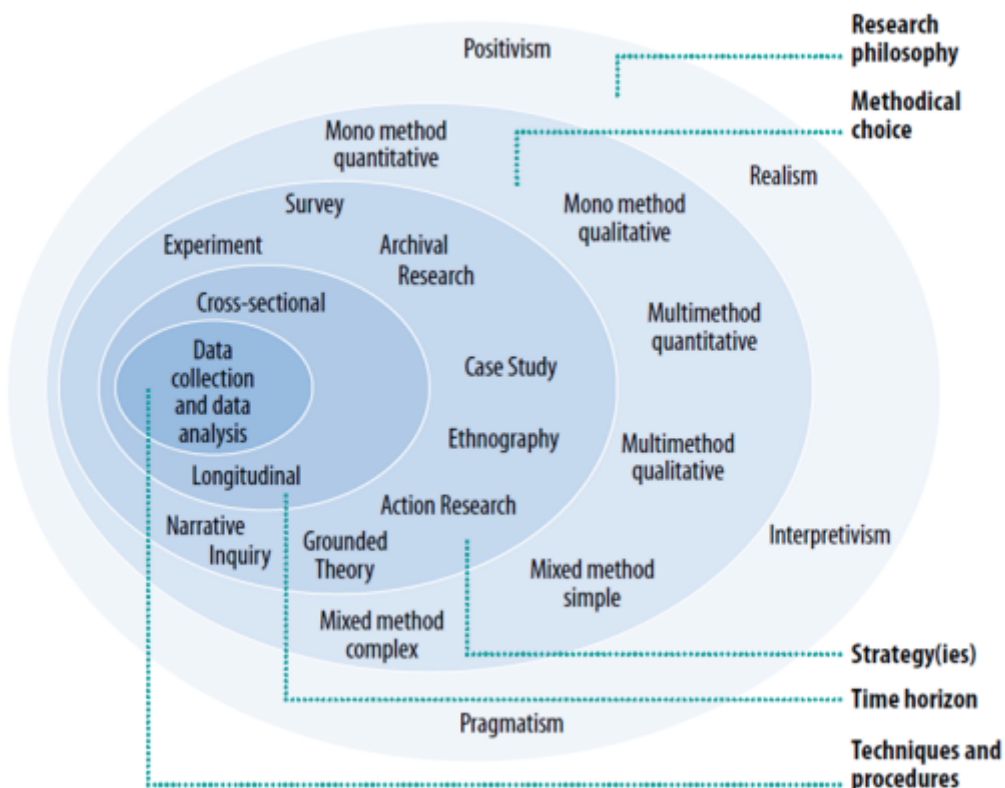 Research
philosophy
Positivism
Methodical
choice
Mono method
quantitative
Realism
Survey
Mono method
qualitative
Experiment
Archival
Research
Cross-sectional
Multimethod
quantitative
Data
collection
and data
analysis
Case Study
Ethnography
Multimethod
qualitative
Longitudinal
Action Research
Narrative
Inquiry
Grounded
Theory
Interpretivism
Mixed method
simple
Mixed method
complex
Strategy(ies)
Time horizon
Pragmatism
Techniques and
procedures